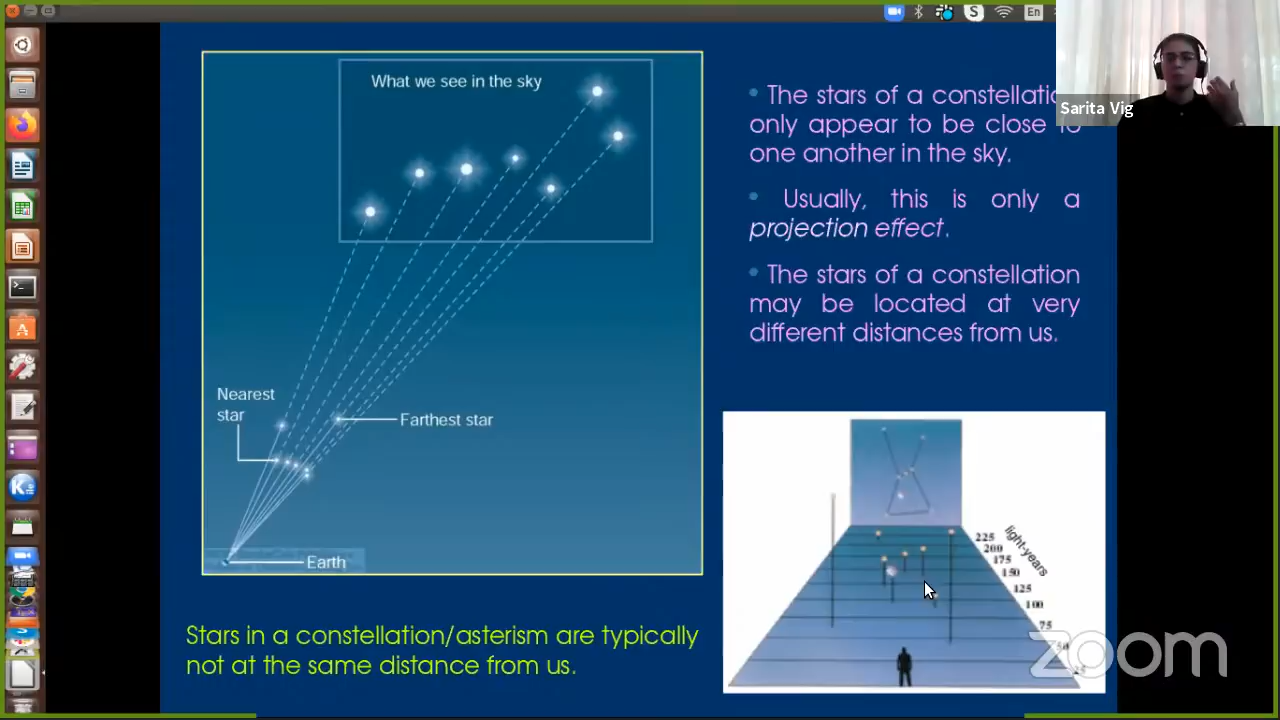 En
What we see in the sky
Nearest
star
Farthest star
Earth
Stars in a constellation/asterism are typically
not at the same distance from us.
• The stars of a
only appear to be close
one another in the sky.
• Usually, this is only a
projection effect.
• The stars of a constellation
may be located at very
different distances from us.
Sarita Vig
light-years
225
200
175
150
125
100
75
zoom